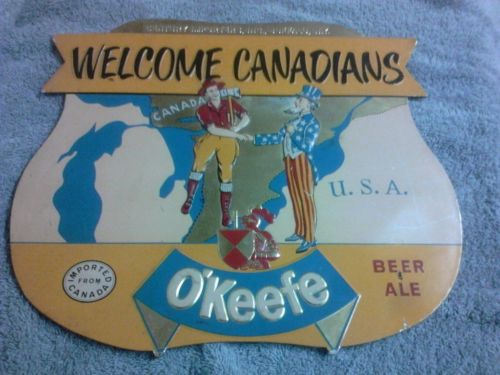 WELCOME CANADIANS
CANADA
U.S.A.
O'Keefe
IMPORTED
FROM
CANADA
BEER
&
ALE